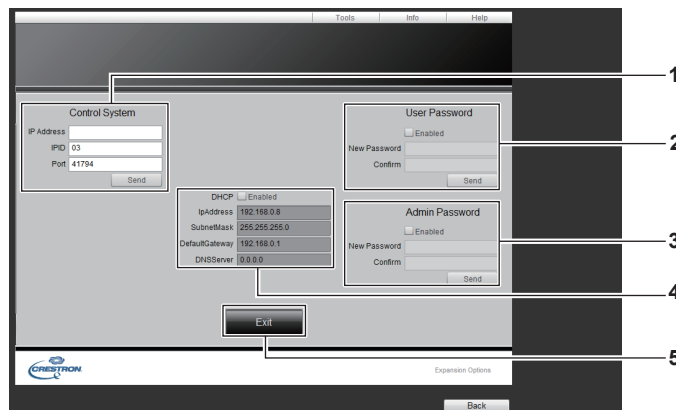 Tools Info Help
1
Control System
IP Address
IPID 03
Port 41794
Send
User Password
Enabled
New Password
Confirm
Send
2
DHCP Enabled
IpAddress 192.168.0.8
SubnetMask 255.255.255.0
DefaultGateway 192.168.0.1
DNSServer 0.0.0.0
Admin Password
Enabled
New Password
Confirm
Send
3
4
Exit
5
CRESTRON
Expansion Options
Back